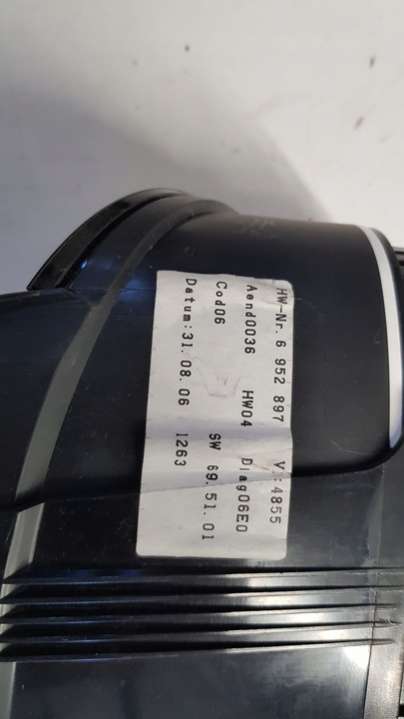 HW-Nr. 6 952 897 V:4855
Aend0036 HW04 Diag06E0
Cod06 SW 69.51.01
Datum:31.08.06 1263